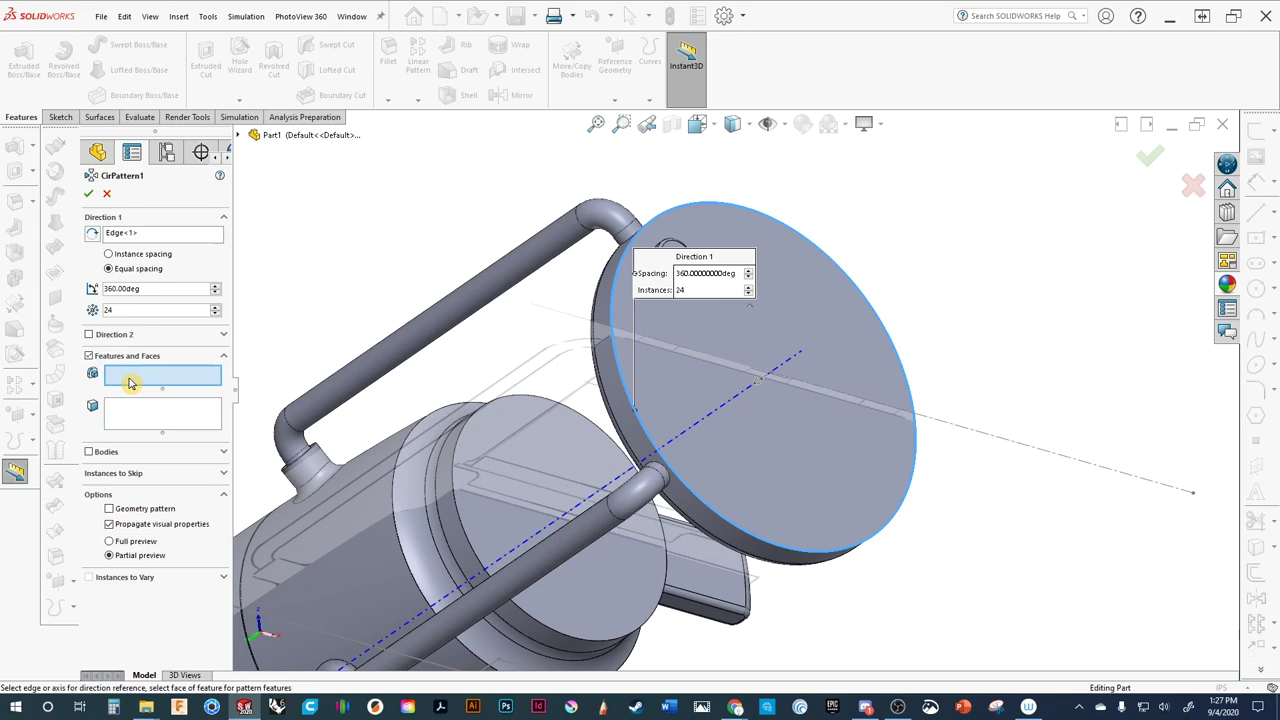 SOLIDWORKS
File Edit View Insert Tools Simulation PhotoView 360 Window
Search SOLIDWORKS Help
Extruded Boss/Base
Revolved Boss/Base
Swept Boss/Base
Lofted Boss/Base
Boundary Boss/Base
Extruded Cut
Hole Wizard
Revolved Cut
Swept Cut
Lofted Cut
Boundary Cut
Fillet
Linear Pattern
Rib
Draft
Shell
Wrap
Intersect
Mirror
Move/Copy Bodies
Reference Geometry
Curves
Instant3D
Features Sketch Surfaces Evaluate Render Tools Simulation Analysis Preparation
Part1 (Default<<Default>...
CirPattern1
Direction 1
Edge<1>
Instance spacing
Equal spacing
360.00deg
24
Direction 2
Features and Faces
Bodies
Instances to Skip
Options
Geometry pattern
Propagate visual properties
Full preview
Partial preview
Instances to Vary
Direction 1
Spacing: 360.00000000deg
Instances: 24
Model 3D Views
Select edge or axis for direction reference, select face of feature for pattern features
Editing Part
IPS
1:27 PM
9/4/2020